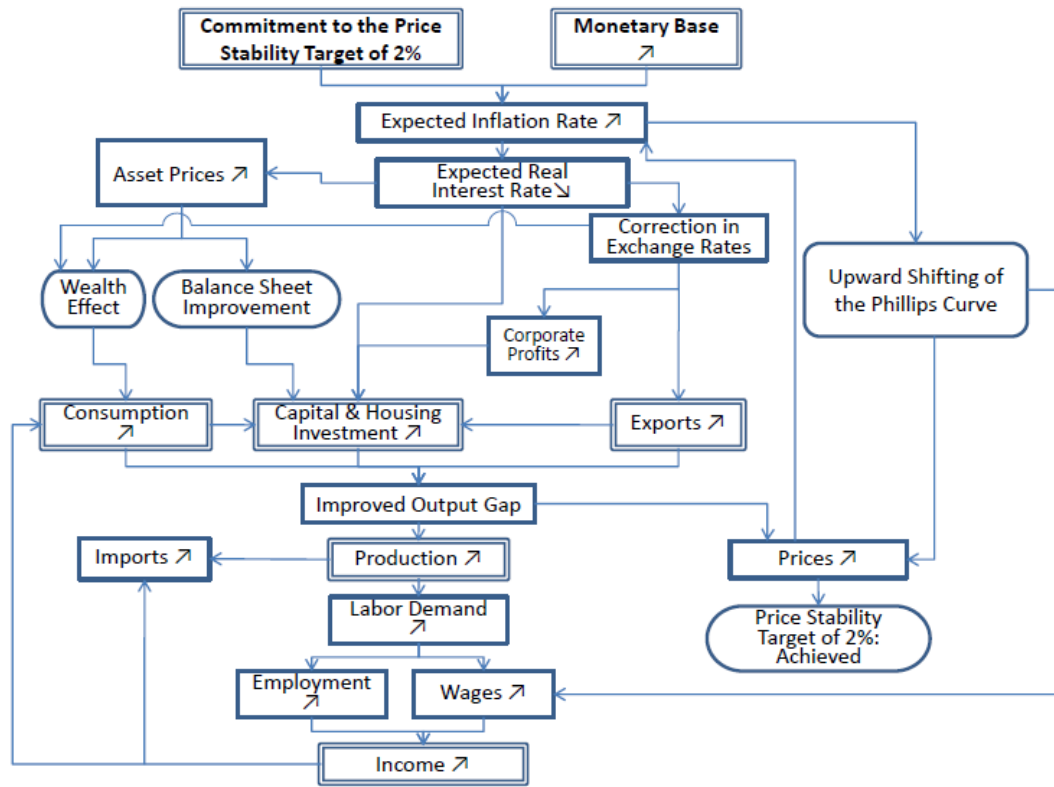 Commitment to the Price
Stability Target of 2%
Monetary Base
↗
Expected Inflation Rate ↗
Asset Prices ↗
Expected Real
Interest Rate↘
Correction in
Exchange Rates
Wealth
Effect
Balance Sheet
Improvement
Upward Shifting of
the Phillips Curve
Corporate
Profits ↗
Consumption
↗
Capital & Housing
Investment ↗
Exports ↗
Improved Output Gap
Imports ↗
Production ↗
Prices ↗
Labor Demand
↗
Price Stability
Target of 2%:
Achieved
Employment
↗
Wages ↗
Income ↗